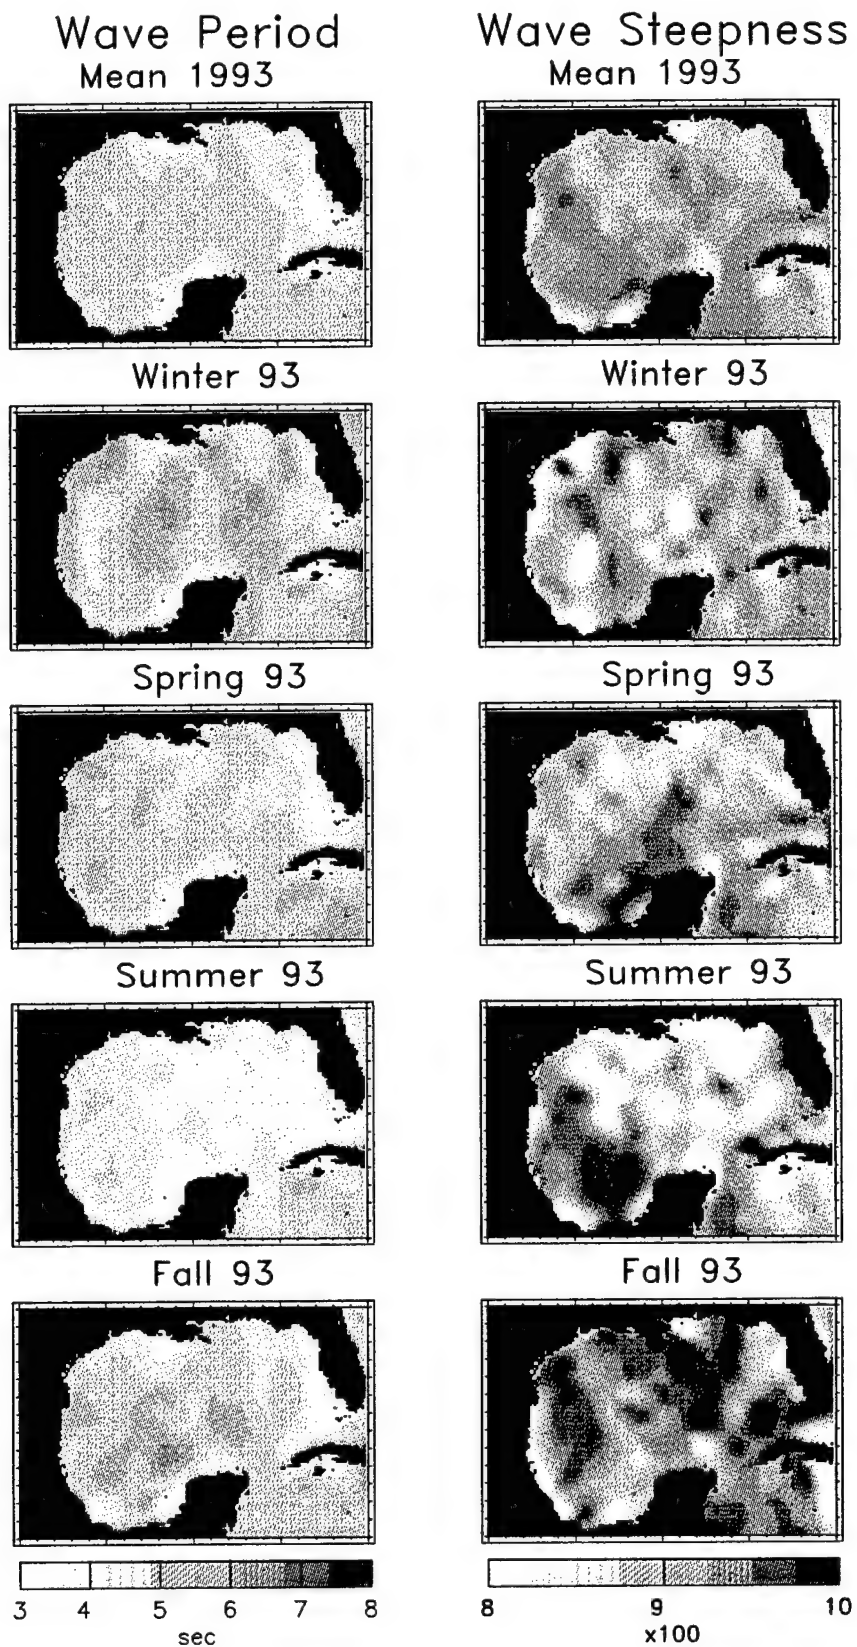 Wave Period Wave Steepness
Mean 1993 Mean 1993
Winter 93 Winter 93
Spring 93 Spring 93
Summer 93 Summer 93
Fall 93 Fall 93
3 4 5 6 7 8 8 9 10
sec x100